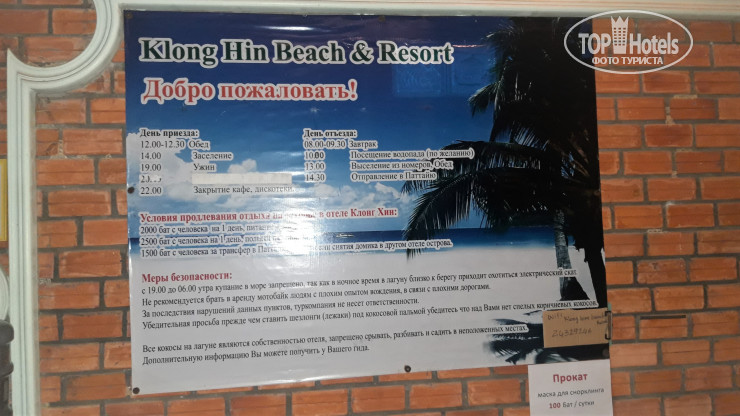 TOP Hotels
ФОТО ТУРИСТА
Klong Hin Beach & Resort
Добро пожаловать!
День приезда:
12.00-12.30 Обед
14.00 Заселение
19.00 Ужин
22.00 Закрытие кафе, дискотеки.
День отъезда:
08.00-09.30 Завтрак
10.00 Посещение водопада (по желанию)
13.00 Выселение из номеров, Обед
14.30 Отправление в Паттайю
Условия продлевания отдыха в отеле Клонг Хин:
2000 бат с человека на 1 день,
2500 бат с человека на 1 день, снятия домика в другом отеле острова.
1500 бат с человека за трансфер в
Меры безопасности:
с 19.00 до 06.00 утра купание в море запрещено, так как в ночное время в лагуну близко к берегу приходит охотиться электрический скат
Не рекомендуется брать в аренду мотобайк людям с плохим опытом вождения, в связи с плохими дорогами.
За последствия нарушений данных пунктов, туркомпания не несет ответственности.
Убедительная просьба прежде чем ставить шезлонги (лежаки) под кокосовой пальмой убедитесь что над Вами нет спелых коричневых кокосов
Все кокосы на лагуне являются собственностью отеля, запрещено срывать, разбивать и садить в неположенных местах.
Дополнительную информацию Вы можете получить у Вашего гида.
Прокат
маска для снорклинга
100 Бат / сутки